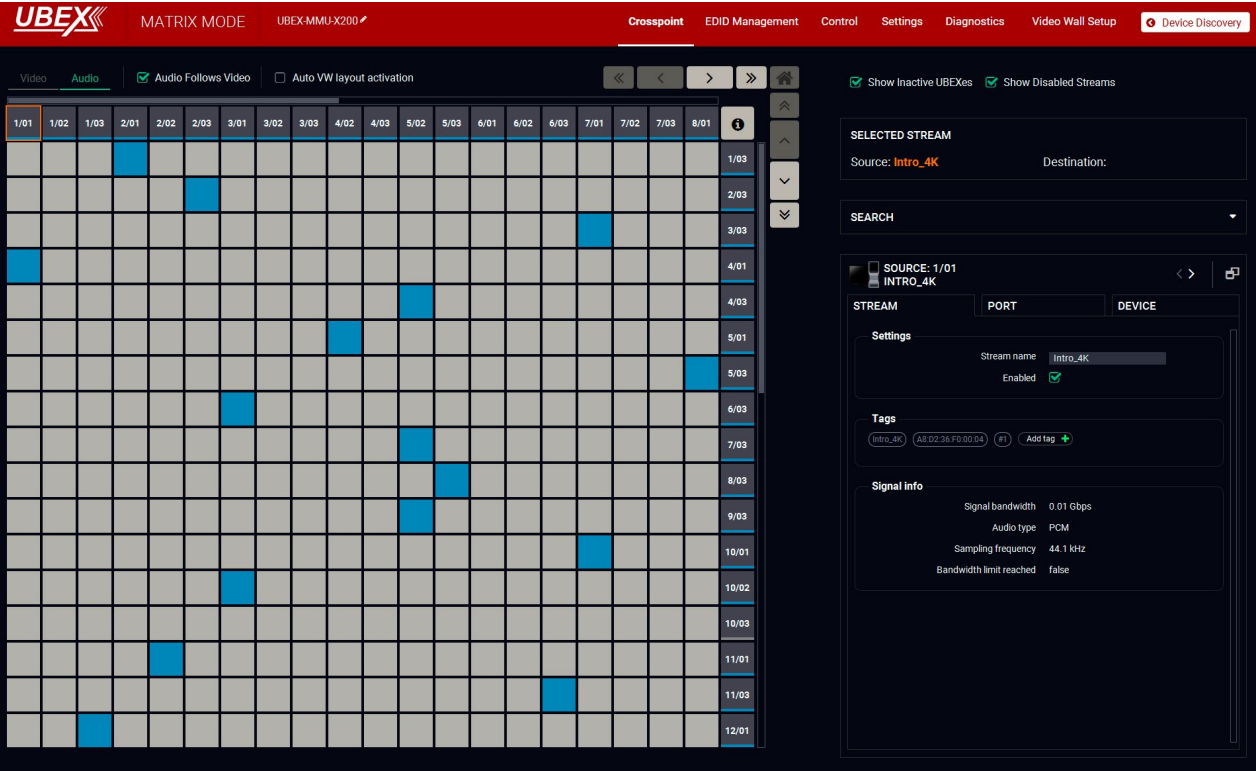 UBEX MATRIX MODE UBEX-MMU-X200 Crosspoint EDID Management Control Settings Diagnostics Video Wall Setup Device Discovery
Video Audio Audio Follows Video Auto VW layout activation
1/01 1/02 1/03 2/01 2/02 2/03 3/01 3/02 3/03 4/02 4/03 5/02 5/03 6/01 6/02 6/03 7/01 7/02 7/03 8/01
1/03
2/03
3/03
4/01
4/03
5/01
5/03
6/03
7/03
8/03
9/03
10/01
10/02
10/03
11/01
11/03
12/01
Show Inactive UBEXes Show Disabled Streams
SELECTED STREAM
Source: Intro_4K Destination:
SEARCH
SOURCE: 1/01
INTRO_4K
STREAM PORT DEVICE
Settings
Stream name Intro_4K
Enabled
Tags
Intro_4K A8:D2:36:F0:00:04 #1 Add tag +
Signal info
Signal bandwidth 0.01 Gbps
Audio type PCM
Sampling frequency 44.1 kHz
Bandwidth limit reached false